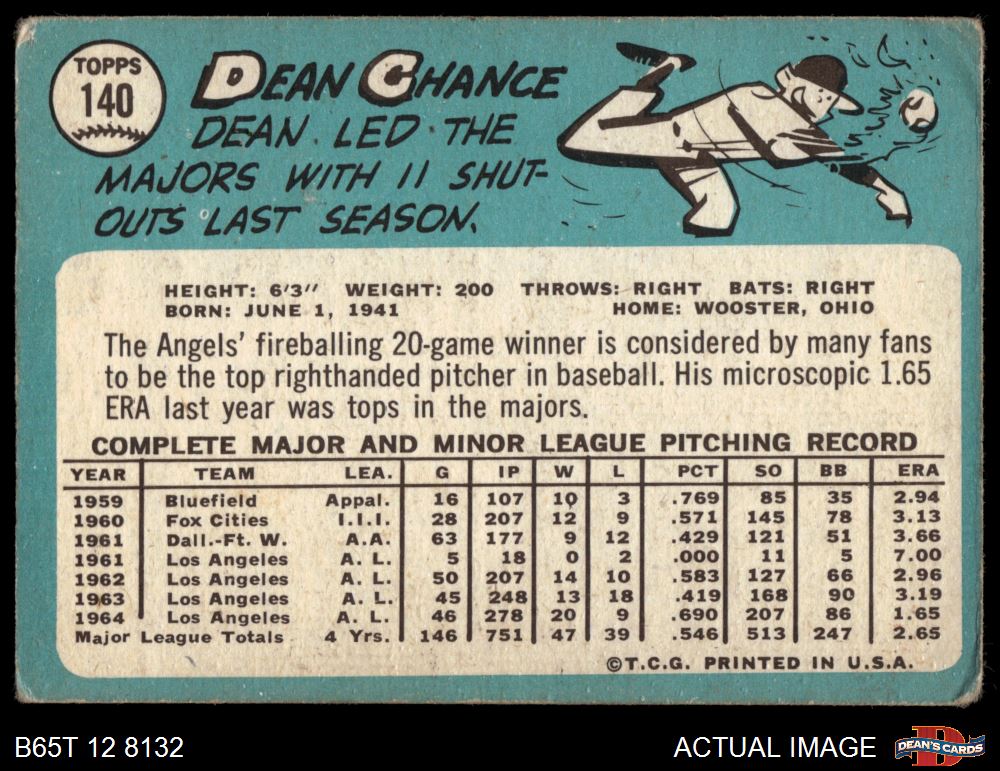 TOPPS
140
DEAN CHANCE
DEAN LED THE
MAJORS WITH 11 SHUT-
OUTS LAST SEASON.
HEIGHT: 6'3" WEIGHT: 200 THROWS: RIGHT BATS: RIGHT
BORN: JUNE 1, 1941 HOME: WOOSTER, OHIO
The Angels' fireballing 20-game winner is considered by many fans
to be the top righthanded pitcher in baseball. His microscopic 1.65
ERA last year was tops in the majors.
COMPLETE MAJOR AND MINOR LEAGUE PITCHING RECORD
YEAR TEAM LEA. G IP W L PCT SO BB ERA
1959 Bluefield Appal. 16 107 10 3 .769 85 35 2.94
1960 Fox Cities I.I.I. 28 207 12 9 .571 145 78 3.13
1961 Dall.-Ft. W. A.A. 63 177 9 12 .429 121 51 3.66
1961 Los Angeles A. L. 5 18 0 2 .000 11 5 7.00
1962 Los Angeles A. L. 50 207 14 10 .583 127 66 2.96
1963 Los Angeles A. L. 45 248 13 18 .419 168 90 3.19
1964 Los Angeles A. L. 46 278 20 9 .690 207 86 1.65
Major League Totals 4 Yrs. 146 751 47 39 .546 513 247 2.65
©T.C.G. PRINTED IN U.S.A.
B65T 12 8132 ACTUAL IMAGE DEAN'S CARDS